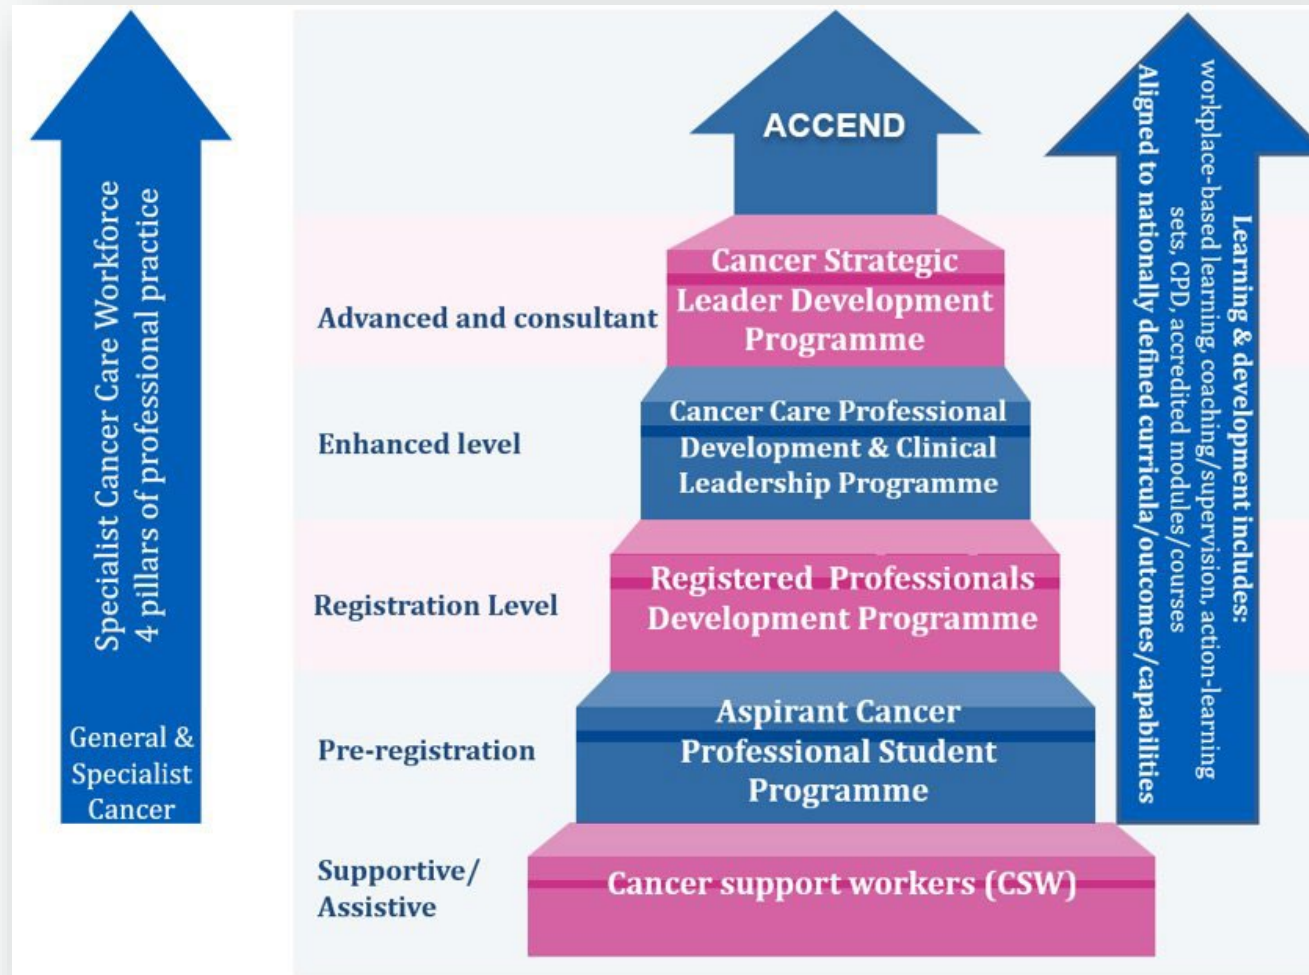 Specialist Cancer Care Workforce
4 pillars of professional practice
General &
Specialist
Cancer
ACCEND
Advanced and consultant
Cancer Strategic
Leader Development
Programme
Enhanced level
Cancer Care Professional
Development & Clinical
Leadership Programme
Registration Level
Registered Professionals
Development Programme
Pre-registration
Aspirant Cancer
Professional Student
Programme
Supportive/
Assistive
Cancer support workers (CSW)
Learning & development includes:
workplace-based learning, coaching/supervision, action-learning
sets, CPD, accredited modules/courses
Aligned to nationally defined curricula/outcomes/capabilities